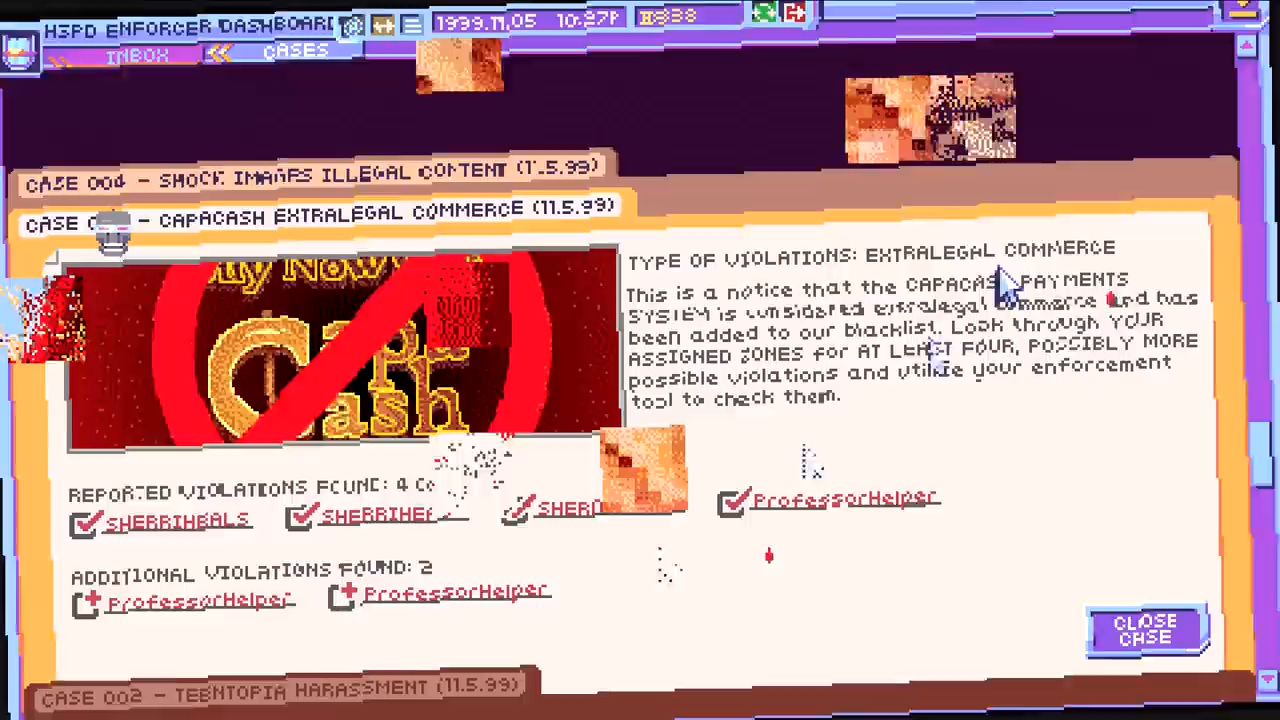 HSPD ENFORCER DASHBOARD
1999.11.05 10:27P
INBOX
CASES
CASE 004 - SHOCK IMAGES ILLEGAL CONTENT (11.5.99)
CASE - CAPACASH EXTRALEGAL COMMERCE (11.5.99)
Capa
Cash
TYPE OF VIOLATIONS: EXTRALEGAL COMMERCE
This is a notice that the CAPACASH PAYMENTS
SYSTEM is considered extralegal commerce and has
been added to our blacklist. Look through YOUR
ASSIGNED ZONES for AT LEAST FOUR, POSSIBLY MORE
possible violations and utilize your enforcement
tool to check them.
REPORTED VIOLATIONS FOUND: 4
ProfessorHelper
ADDITIONAL VIOLATIONS FOUND: 2
ProfessorHelper ProfessorHelper
CLOSE
CASE
CASE 002 - TEENTOPIA HARASSMENT (11.5.99)